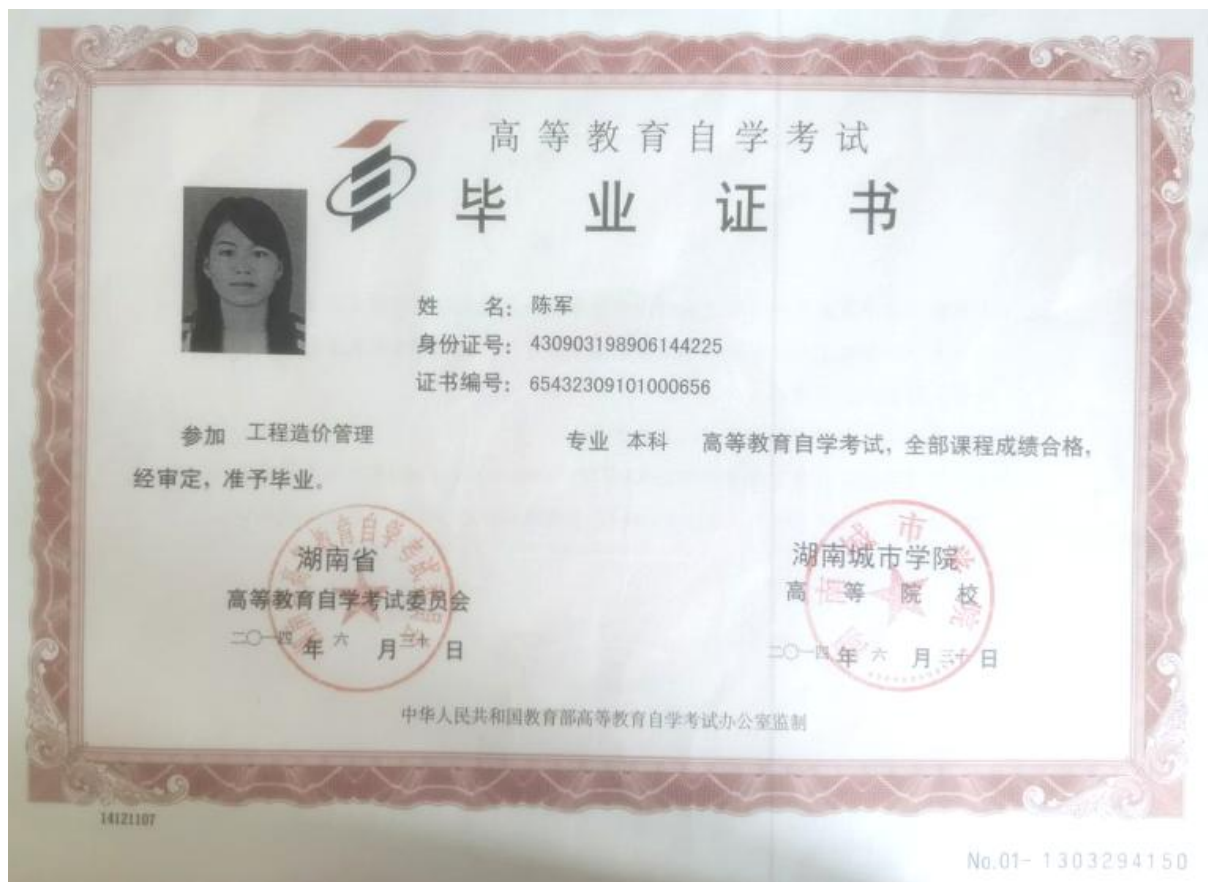 高等教育自学考试
毕业证书
姓 名: 陈军
身份证号: 430903198906144225
证书编号: 65432309101000656
参加 工程造价管理 专业 本科 高等教育自学考试, 全部课程成绩合格,
经审定, 准予毕业。
湖南省
高等教育自学考试委员会
二〇一四 年 六 月 三十 日
湖南城市学院
高等院校
二〇一四 年 六 月 三十 日
中华人民共和国教育部高等教育自学考试办公室监制
14121107
No.01- 1303294150